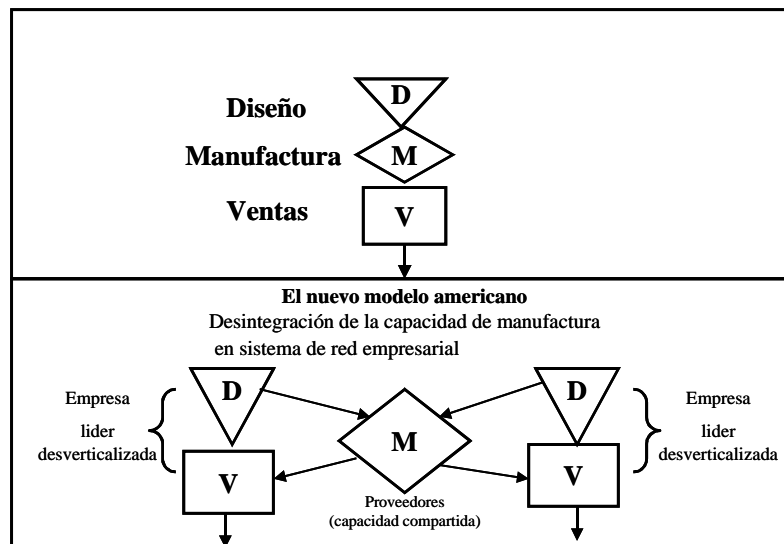 Diseño
D
Manufactura
M
Ventas
V
El nuevo modelo americano
Desintegración de la capacidad de manufactura
en sistema de red empresarial
Empresa
lider
desverticalizada
D
V
M
Proveedores
(capacidad compartida)
D
V
Empresa
lider
desverticalizada